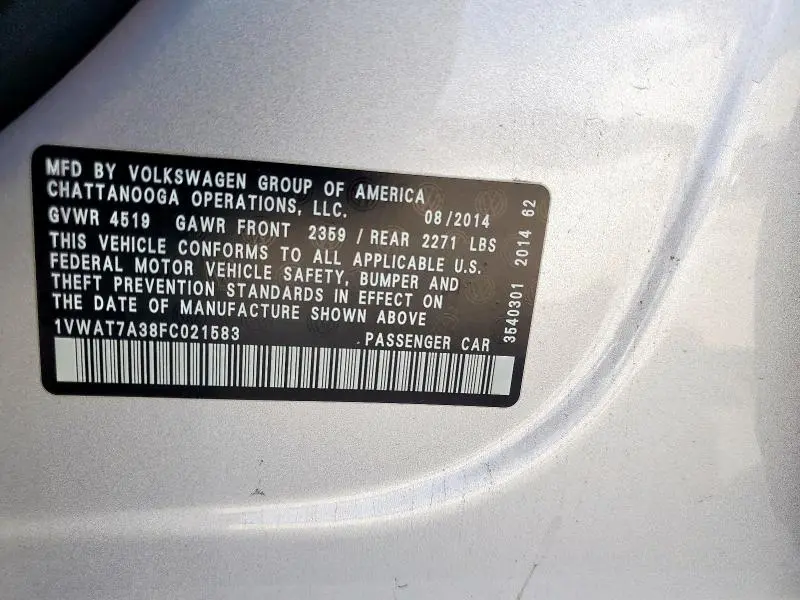 MFD BY VOLKSWAGEN GROUP OF AMERICA
CHATTANOOGA OPERATIONS, LLC. 08/2014
GVWR 4519 GAWR FRONT 2359 / REAR 2271 LBS
THIS VEHICLE CONFORMS TO ALL APPLICABLE U.S.
FEDERAL MOTOR VEHICLE SAFETY, BUMPER AND
THEFT PREVENTION STANDARDS IN EFFECT ON
THE DATE OF MANUFACTURE SHOWN ABOVE
1VWAT7A38FC021583 PASSENGER CAR
3540301 2014 62